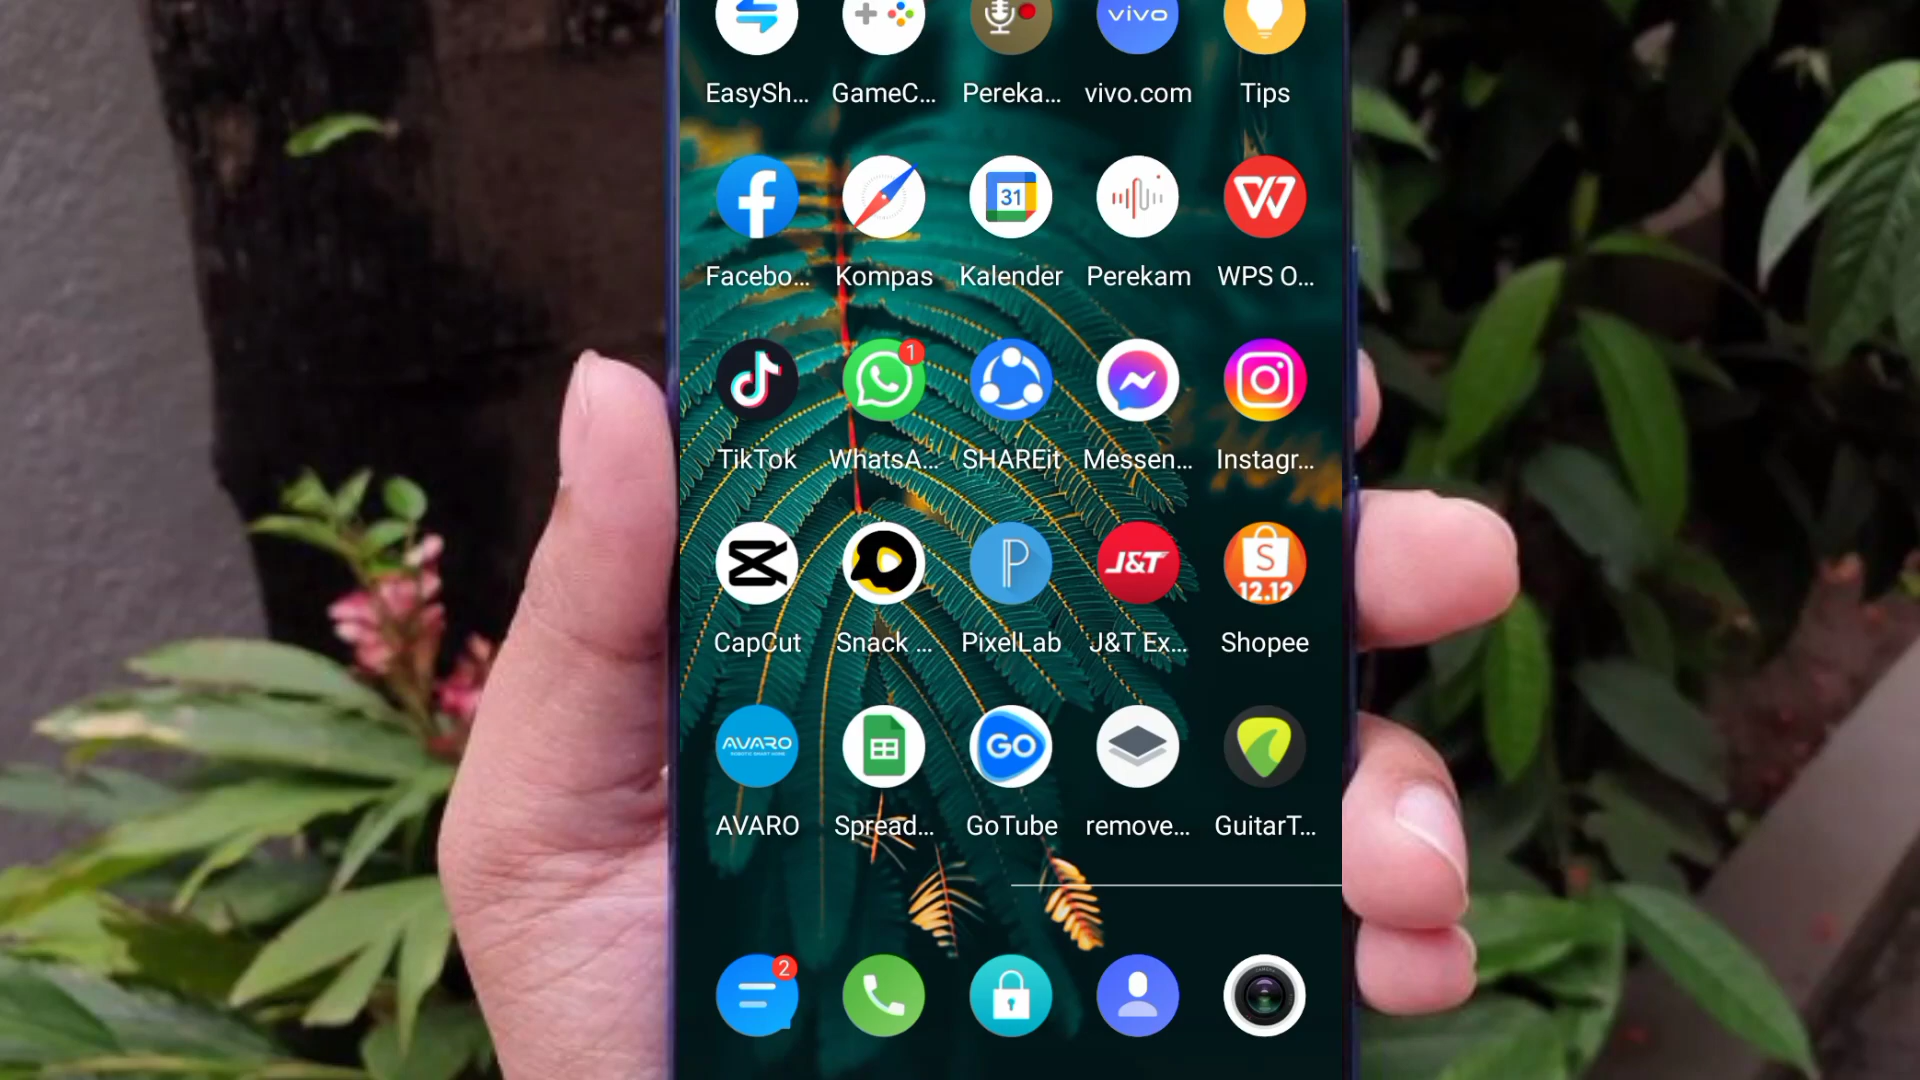 vivo
EasySh... GameC... Pereka... vivo.com Tips
31
Facebo... Kompas Kalender Perekam WPS O...
1
TikTok WhatsA... SHAREit Messen... Instagr...
J&T S
12.12
CapCut Snack ... PixelLab J&T Ex... Shopee
AVARO GO
AVARO Spread... GoTube remove... GuitarT...
2